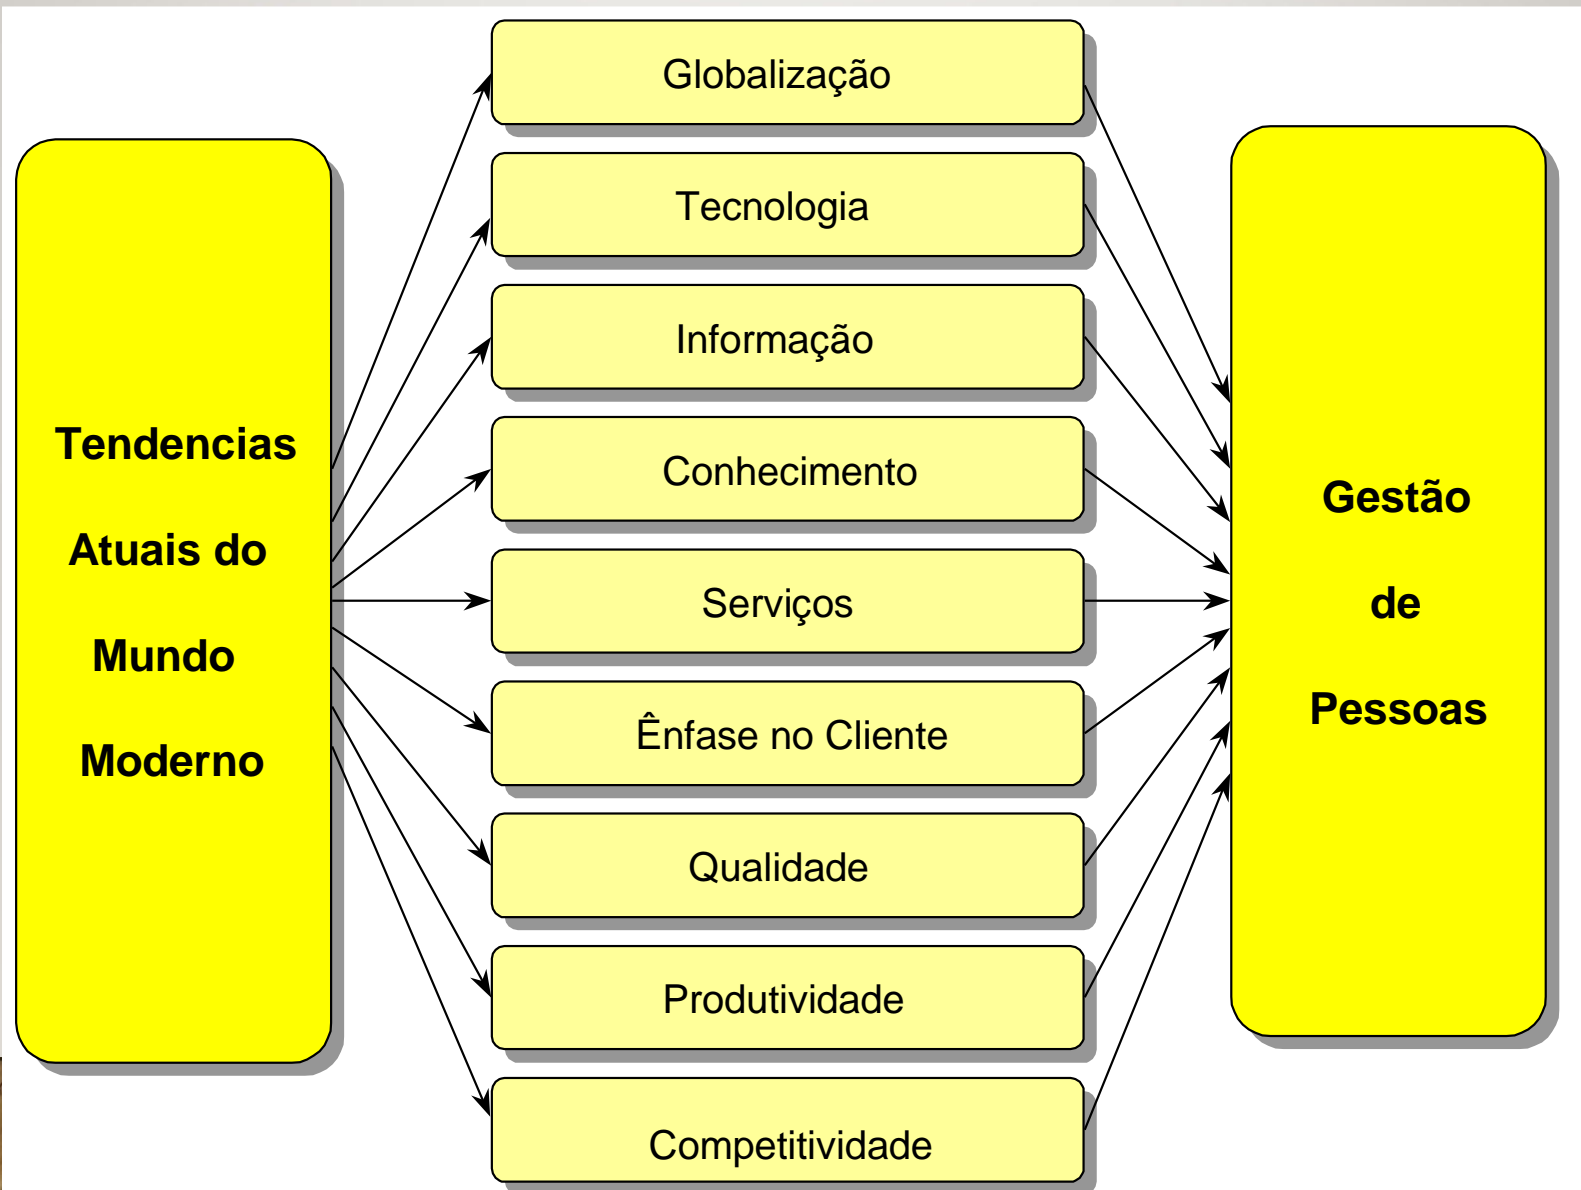 Tendencias
Atuais do
Mundo
Moderno
Globalização
Tecnologia
Informação
Conhecimento
Serviços
Ênfase no Cliente
Qualidade
Produtividade
Competitividade
Gestão
de
Pessoas